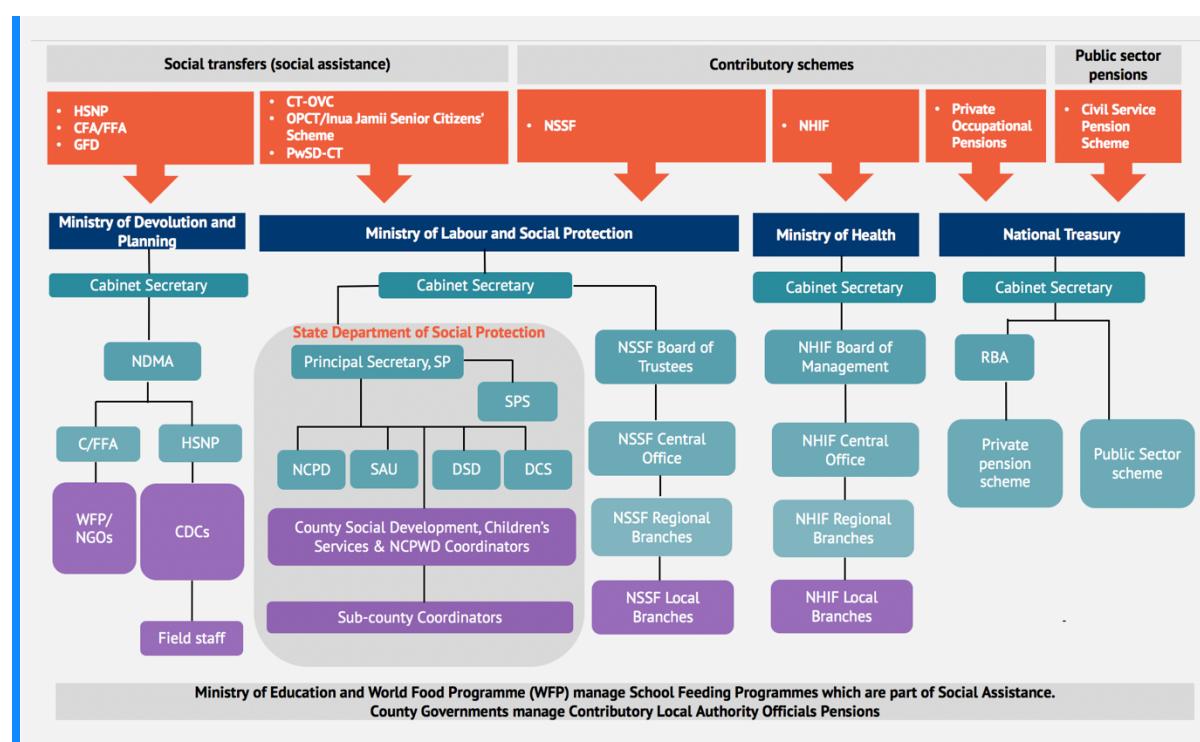 Social transfers (social assistance)
Contributory schemes
Public sector
pensions
• HSNP
• CFA/FFA
• GFD
• CT-OVC
• OPCT/Inua Jamii Senior Citizens'
Scheme
• PwSD-CT
• NSSF
• NHIF
• Private
Occupational
Pensions
• Civil Service
Pension
Scheme
Ministry of Devolution and
Planning
Ministry of Labour and Social Protection
Ministry of Health
National Treasury
Cabinet Secretary
Cabinet Secretary
Cabinet Secretary
Cabinet Secretary
State Department of Social Protection
NDMA
Principal Secretary, SP
SPS
NSSF Board of
Trustees
NHIF Board of
Management
RBA
C/FFA
HSNP
NCPD
SAU
DSD
DCS
NSSF Central
Office
NHIF Central
Office
Private
pension
scheme
Public Sector
scheme
WFP/
NGOs
CDCs
County Social Development, Children's
Services & NCPWD Coordinators
NSSF Regional
Branches
NHIF Regional
Branches
Field staff
Sub-county Coordinators
NSSF Local
Branches
NHIF Local
Branches
Ministry of Education and World Food Programme (WFP) manage School Feeding Programmes which are part of Social Assistance.
County Governments manage Contributory Local Authority Officials Pensions